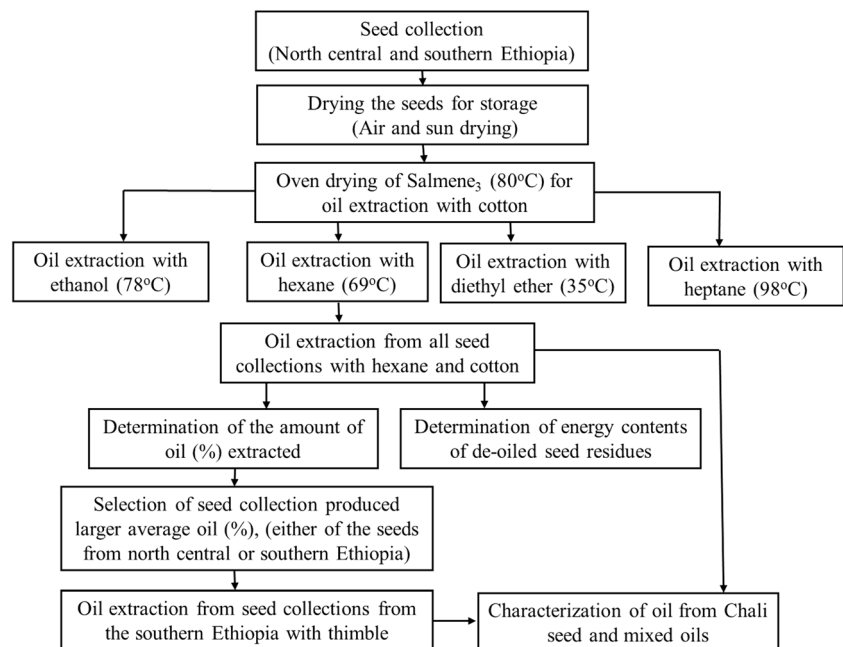 Seed collection
(North central and southern Ethiopia)
Drying the seeds for storage
(Air and sun drying)
Oven drying of Salmene₃ (80ᵒC) for
oil extraction with cotton
Oil extraction with
ethanol (78ᵒC)
Oil extraction with
hexane (69ᵒC)
Oil extraction with
diethyl ether (35ᵒC)
Oil extraction with
heptane (98ᵒC)
Oil extraction from all seed
collections with hexane and cotton
Determination of the amount of
oil (%) extracted
Determination of energy contents
of de-oiled seed residues
Selection of seed collection produced
larger average oil (%), (either of the seeds
from north central or southern Ethiopia)
Oil extraction from seed collections from
the southern Ethiopia with thimble
Characterization of oil from Chali
seed and mixed oils